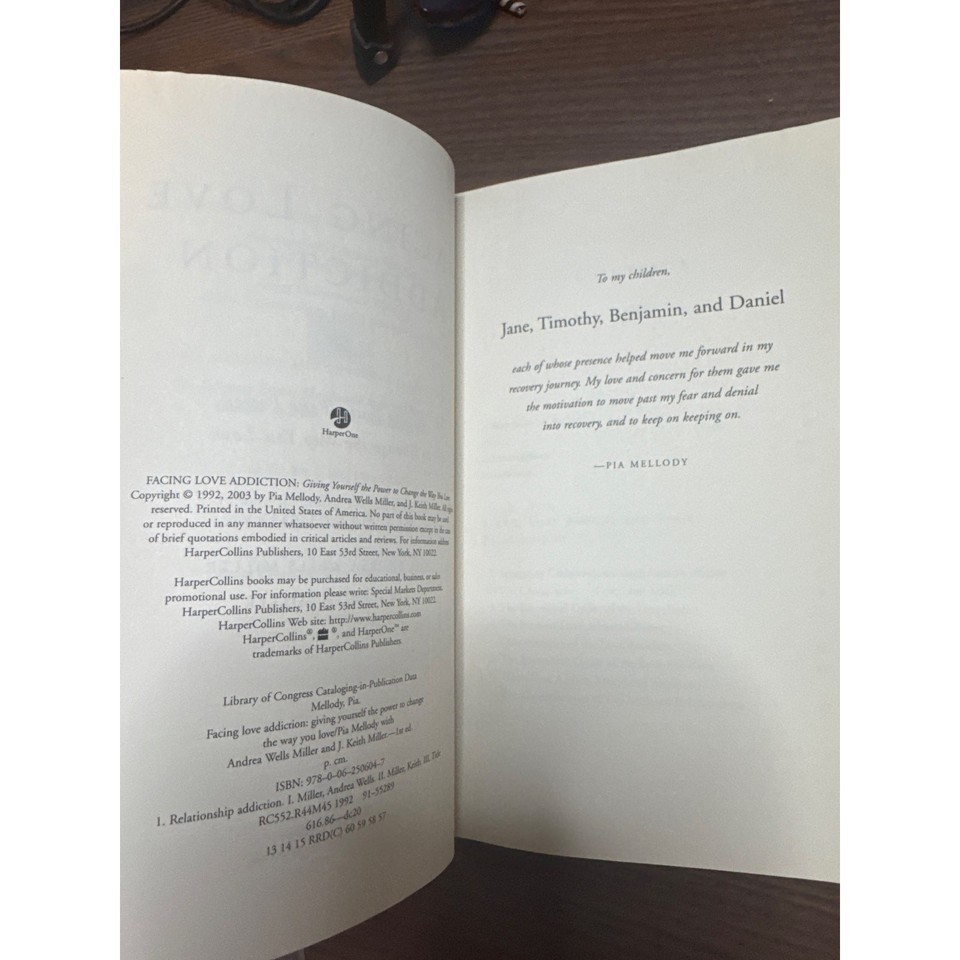 HarperOne
FACING LOVE ADDICTION: Giving Yourself the Power to Change the Way You Love.
Copyright © 1992, 2003 by Pia Mellody, Andrea Wells Miller, and J. Keith Miller. All rights
reserved. Printed in the United States of America. No part of this book may be used
or reproduced in any manner whatsoever without written permission except in the case
of brief quotations embodied in critical articles and reviews. For information address
HarperCollins Publishers, 10 East 53rd Street, New York, NY 10022.
HarperCollins books may be purchased for educational, business, or sales
promotional use. For information please write: Special Markets Department,
HarperCollins Publishers, 10 East 53rd Street, New York, NY 10022.
HarperCollins Web site: http://www.harpercollins.com
HarperCollins®, ®, and HarperOne™ are
trademarks of HarperCollins Publishers.
Library of Congress Cataloging-in-Publication Data
Mellody, Pia.
Facing love addiction: giving yourself the power to change
the way you love/Pia Mellody with
Andrea Wells Miller and J. Keith Miller.—1st ed.
p. cm.
ISBN: 978-0-06-250604-7
1. Relationship addiction. I. Miller, Andrea Wells. II. Miller, Keith. III. Title
RC552.R44M45 1992 91-55289
616.86—dc20
13 14 15 RRD(C) 60 59 58 57
To my children,
Jane, Timothy, Benjamin, and Daniel
each of whose presence helped move me forward in my
recovery journey. My love and concern for them gave me
the motivation to move past my fear and denial
into recovery, and to keep on keeping on.
—PIA MELLODY